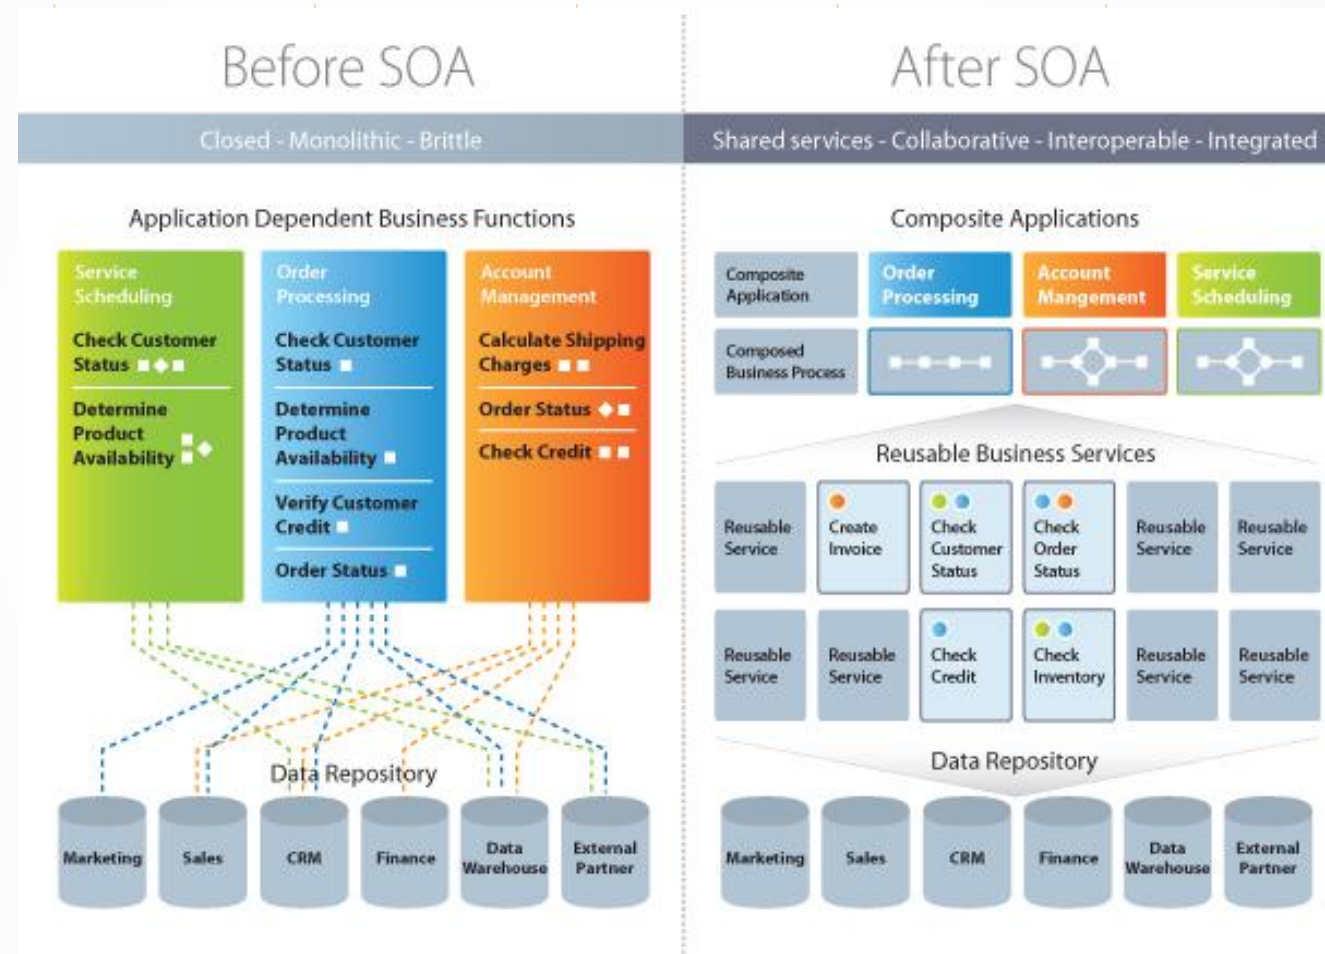 Before SOA
Closed - Monolithic - Brittle
Application Dependent Business Functions
Service
Scheduling
Check Customer
Status
Determine
Product
Availability
Order
Processing
Check Customer
Status
Determine
Product
Availability
Verify Customer
Credit
Order Status
Account
Management
Calculate Shipping
Charges
Order Status
Check Credit
Data Repository
Marketing
Sales
CRM
Finance
Data
Warehouse
External
Partner
After SOA
Shared services - Collaborative - Interoperable - Integrated
Composite Applications
Composite
Application
Order
Processing
Account
Mangement
Service
Scheduling
Composed
Business Process
Reusable Business Services
Reusable
Service
Create
Invoice
Check
Customer
Status
Check
Order
Status
Reusable
Service
Reusable
Service
Reusable
Service
Reusable
Service
Check
Credit
Check
Inventory
Reusable
Service
Reusable
Service
Data Repository
Marketing
Sales
CRM
Finance
Data
Warehouse
External
Partner